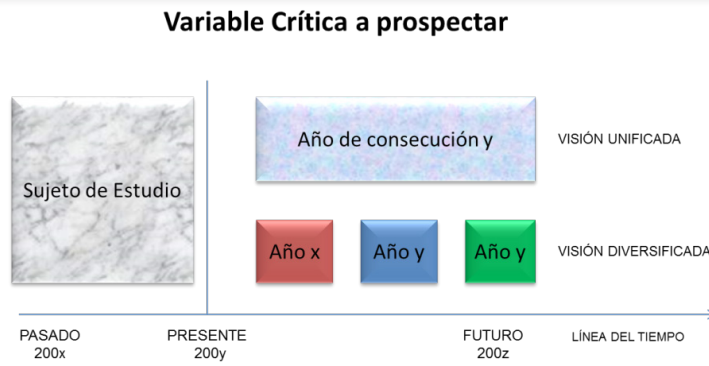 Variable Crítica a prospectar
Sujeto de Estudio
Año de consecución y
VISIÓN UNIFICADA
Año x
Año y
Año y
VISIÓN DIVERSIFICADA
PASADO
200x
PRESENTE
200y
FUTURO
200z
LÍNEA DEL TIEMPO